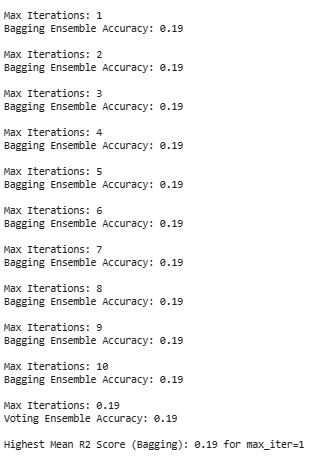 Max Iterations: 1
Bagging Ensemble Accuracy: 0.19
Max Iterations: 2
Bagging Ensemble Accuracy: 0.19
Max Iterations: 3
Bagging Ensemble Accuracy: 0.19
Max Iterations: 4
Bagging Ensemble Accuracy: 0.19
Max Iterations: 5
Bagging Ensemble Accuracy: 0.19
Max Iterations: 6
Bagging Ensemble Accuracy: 0.19
Max Iterations: 7
Bagging Ensemble Accuracy: 0.19
Max Iterations: 8
Bagging Ensemble Accuracy: 0.19
Max Iterations: 9
Bagging Ensemble Accuracy: 0.19
Max Iterations: 10
Bagging Ensemble Accuracy: 0.19
Max Iterations: 0.19
Voting Ensemble Accuracy: 0.19
Highest Mean R2 Score (Bagging): 0.19 for max_iter=1